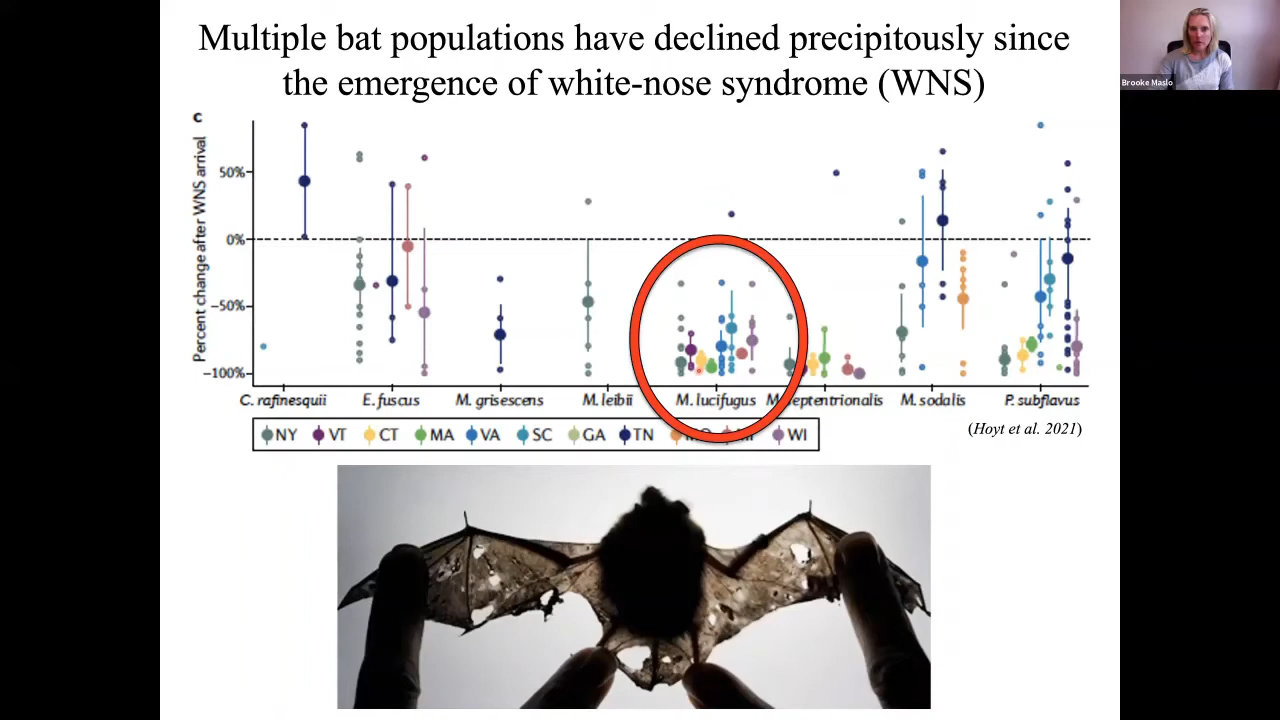 Multiple bat populations have declined precipitously since
the emergence of white-nose syndrome (WNS)
Brooke Maslo
c
Percent change after WNS arrival
50%
0%
−50%
−100%
C. rafinesquii E. fuscus M. grisescens M. leibii M. lucifugus M. septentrionalis M. sodalis P. subflavus
NY VT CT MA VA SC GA TN WI
(Hoyt et al. 2021)